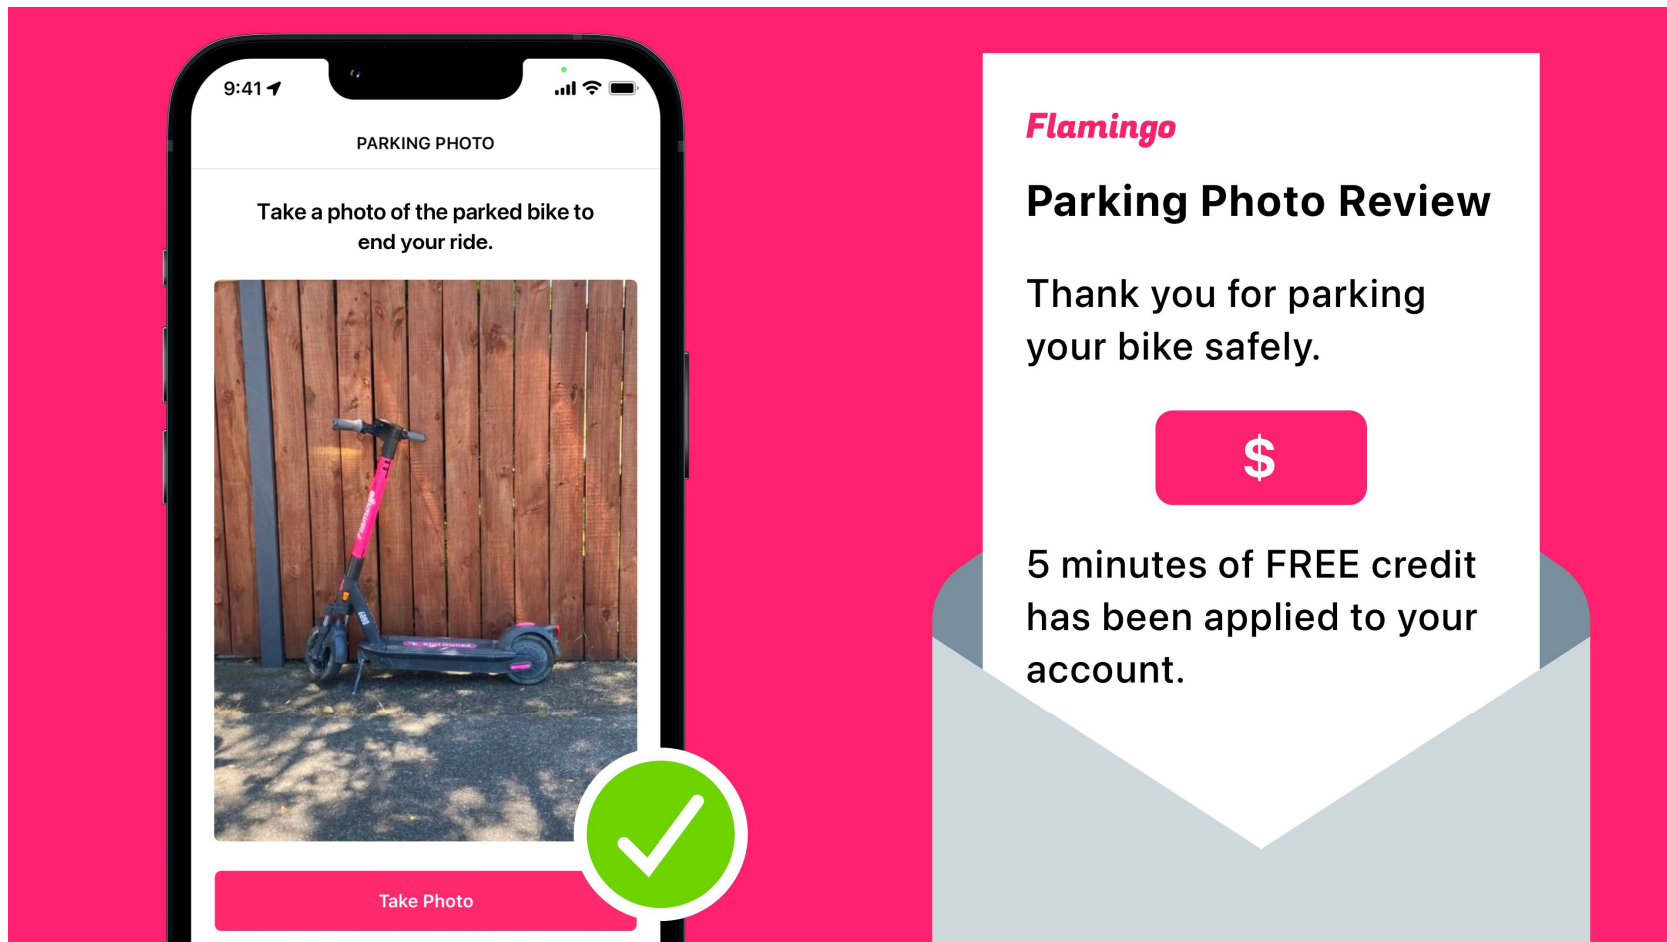 9:41
PARKING PHOTO
Take a photo of the parked bike to
end your ride.
Flamingo
Take Photo
Flamingo
Parking Photo Review
Thank you for parking
your bike safely.
$
5 minutes of FREE credit
has been applied to your
account.